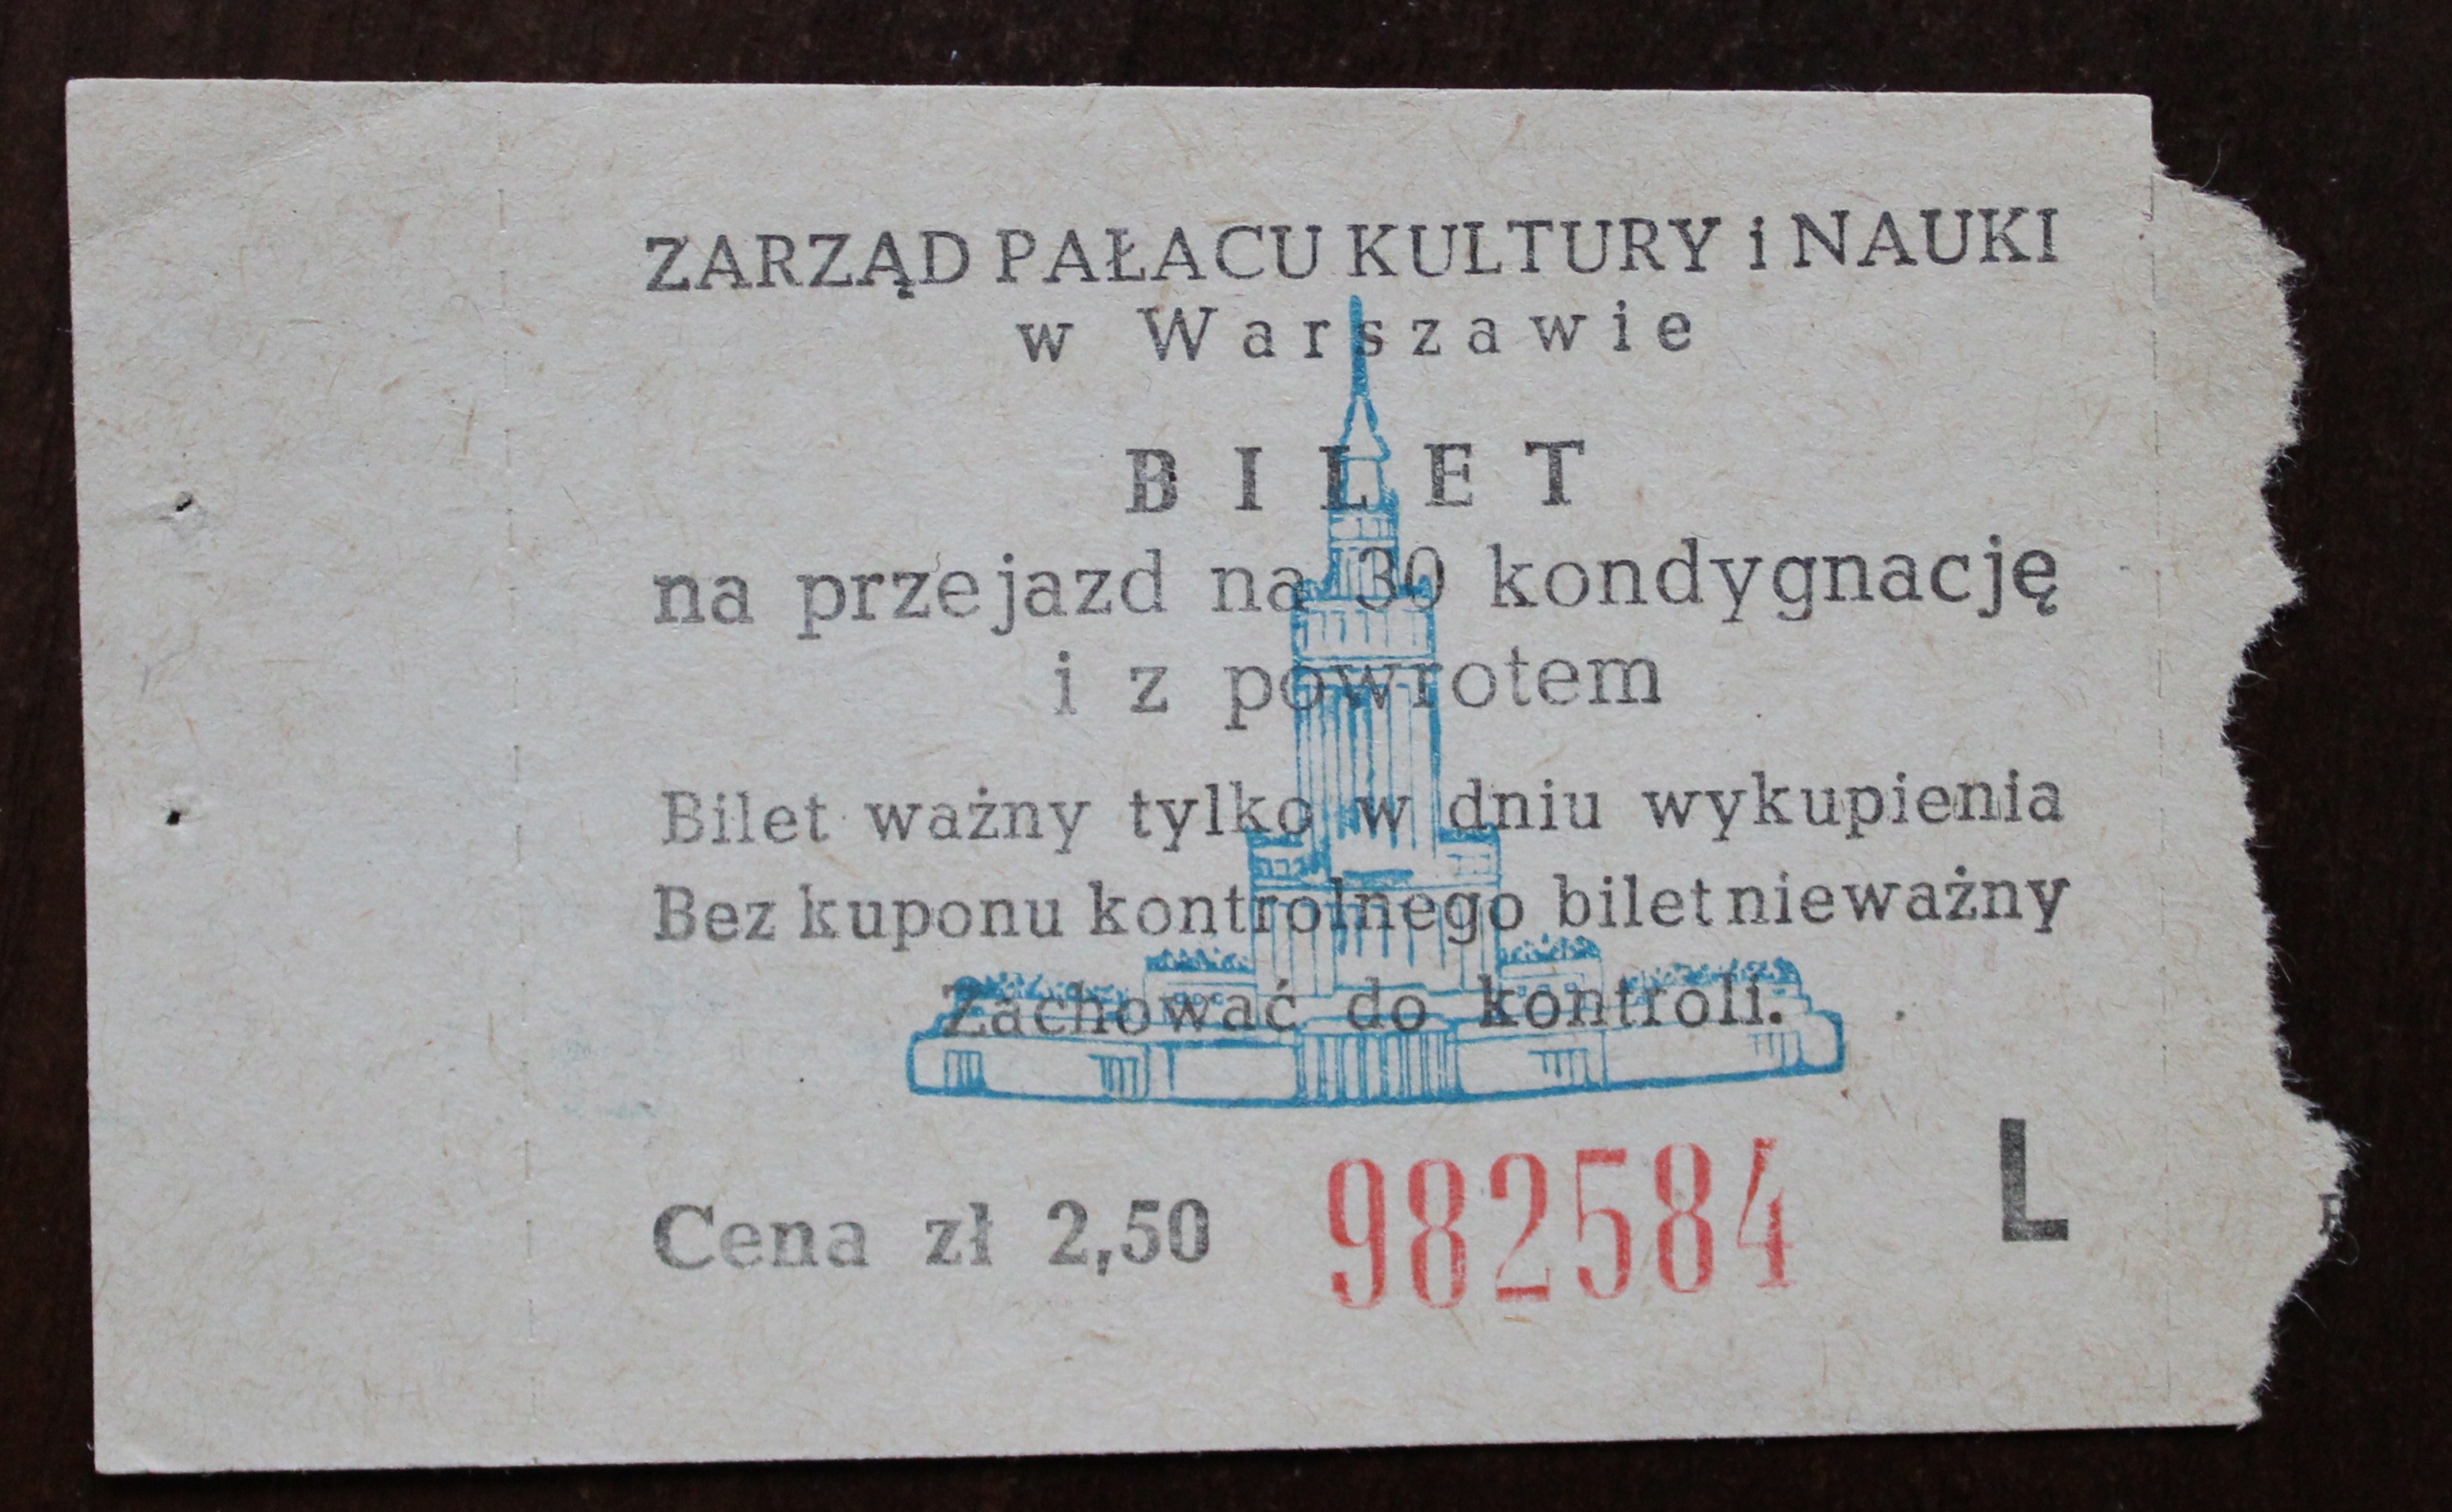 ZARZĄD PAŁACU KULTURY i NAUKI
w Warszawie
BILET
na przejazd na 30 kondygnację
i z powrotem
Bilet ważny tylko w dniu wykupienia
Bez kuponu kontrolnego bilet nieważny
Zachować do kontroli.
Cena zł 2,50 982584 L